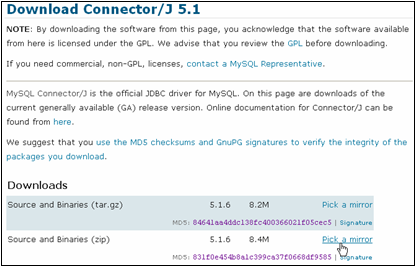 Download Connector/J 5.1
NOTE: By downloading the software from this page, you acknowledge that the software available
from here is licensed under the GPL. We advise that you review the GPL before downloading.
If you need commercial, non-GPL, licenses, contact a MySQL Representative.
MySQL Connector/J is the official JDBC driver for MySQL. On this page are downloads of the
current generally available (GA) release version. Online documentation for Connector/J can be
found from here.
We suggest that you use the MD5 checksums and GnuPG signatures to verify the integrity of the
packages you download.
Downloads
Source and Binaries (tar.gz) 5.1.6 8.2M Pick a mirror
MD5: 84641aa4ddc138fc400366021f05cec5 | Signature
Source and Binaries (zip) 5.1.6 8.4M Pick a mirror
MD5: 831f0e454b8a1c399ca37f0668df9585 | Signature